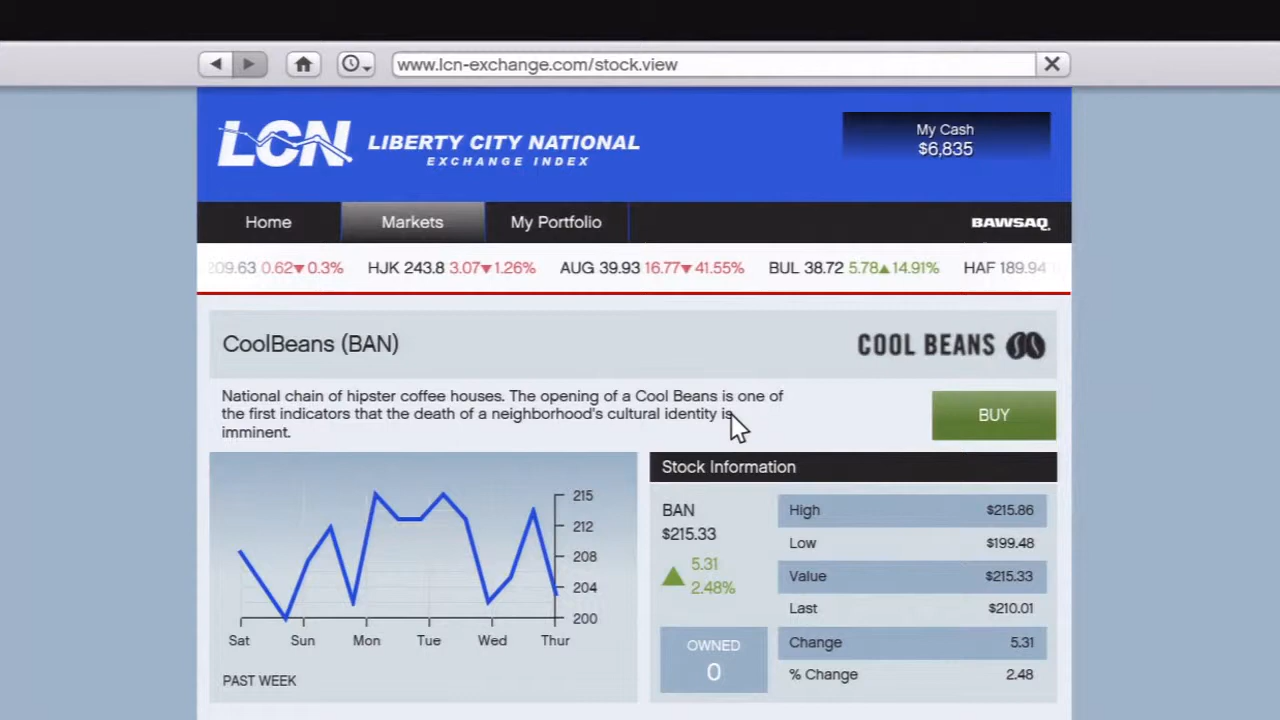 www.lcn-exchange.com/stock.view
LCN LIBERTY CITY NATIONAL
EXCHANGE INDEX
My Cash
$6,835
Home Markets My Portfolio BAWSAQ
209.63 0.62▼0.3% HJK 243.8 3.07▼1.26% AUG 39.93 16.77▼41.55% BUL 38.72 5.78▲14.91% HAF 189.94
CoolBeans (BAN)
COOL BEANS
National chain of hipster coffee houses. The opening of a Cool Beans is one of
the first indicators that the death of a neighborhood's cultural identity is
imminent.
BUY
215
212
208
204
200
Sat Sun Mon Tue Wed Thur
PAST WEEK
Stock Information
BAN
$215.33
5.31
2.48%
OWNED
0
High $215.86
Low $199.48
Value $215.33
Last $210.01
Change 5.31
% Change 2.48